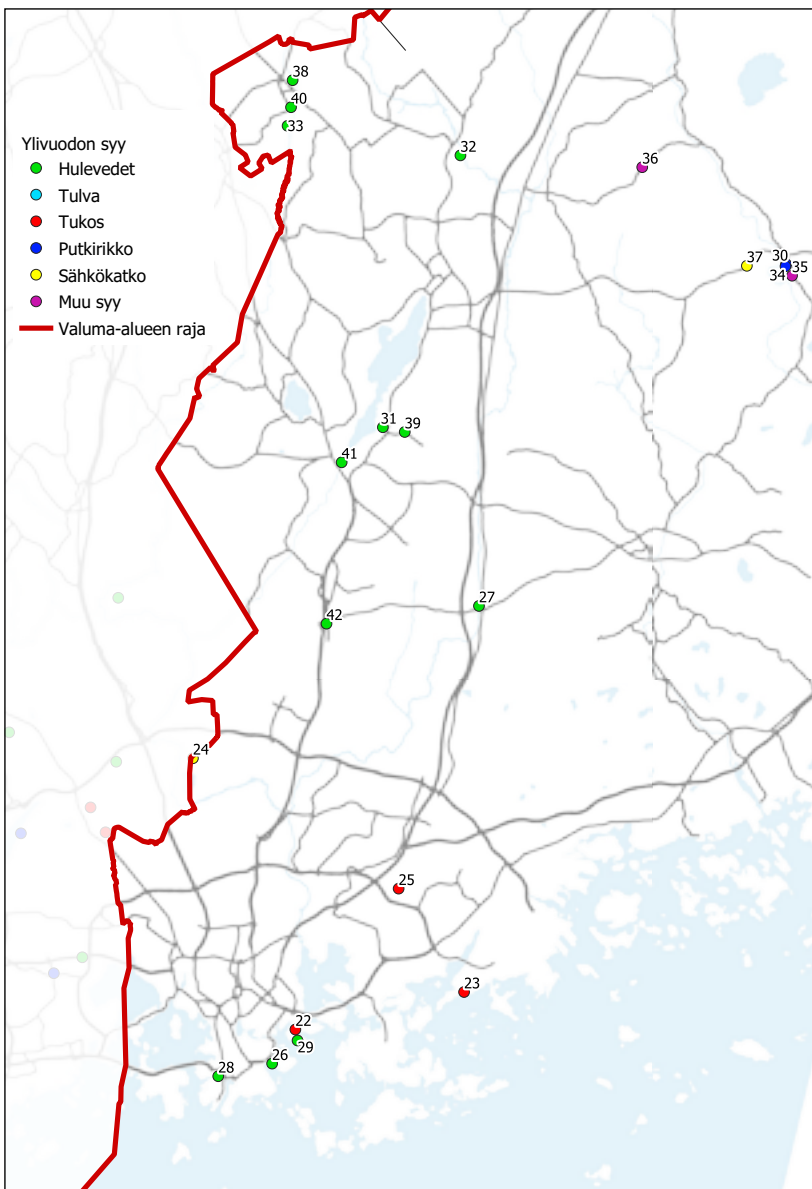 38
40
33
Ylivuodon syy
Hulevedet
Tulva
Tukos
Putkirikko
Sähkökatko
Muu syy
Valuma-alueen raja
32
36
37
30
35
34
31
39
41
27
42
24
25
23
22
29
26
28